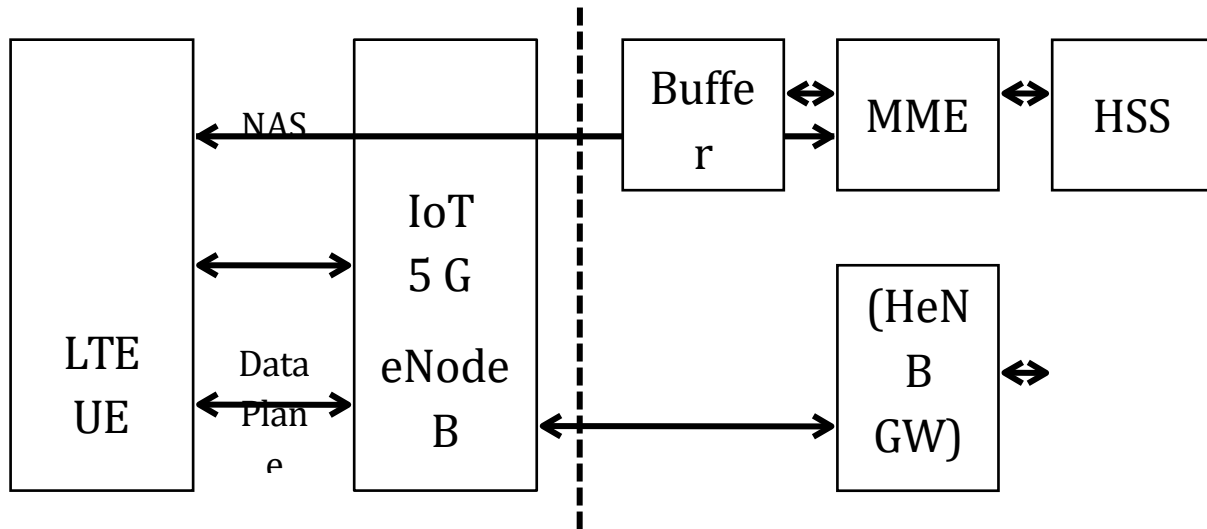 NAS
Buffe
r
MME
HSS
IoT
5 G
eNode
B
LTE
UE
Data
Plan
e
(HeN
B
GW)